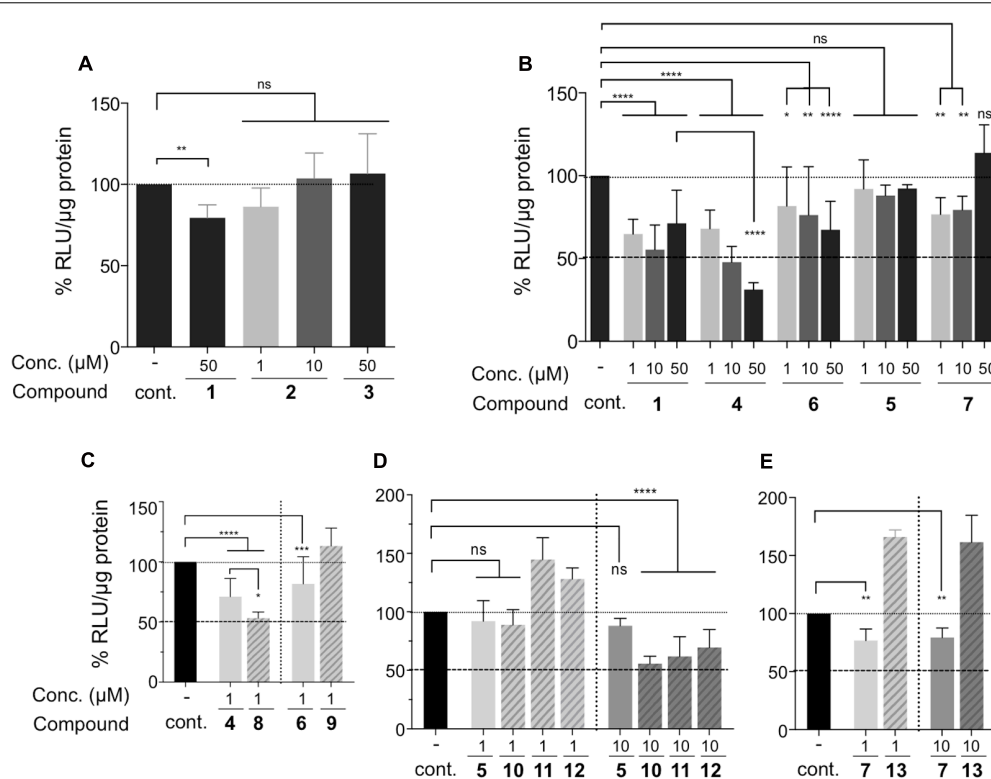 A
ns
**
150
100
50
0
% RLU/µg protein
Conc. (µM) - 50 1 10 50
Compound cont. 1 2 3
B
ns
****
****
* ** ****
** **
ns
****
150
100
50
0
% RLU/µg protein
Conc. (µM) - 1 10 50 1 10 50 1 10 50 1 10 50 1 10 50
Compound cont. 1 4 6 5 7
C
****
***
*
150
100
50
0
% RLU/µg protein
Conc. (µM) - 1 1 1 1
Compound cont. 4 8 6 9
D
****
ns
ns
200
150
100
50
0
- 1 1 1 1 10 10 10 10
cont. 5 10 11 12 5 10 11 12
E
** **
200
150
100
50
0
- 1 1 10 10
cont. 7 13 7 13